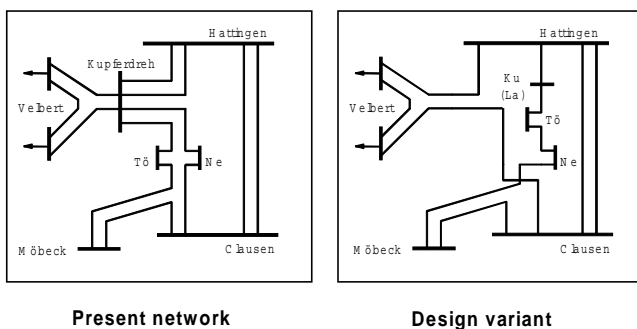 Hattingen
Kupferdreh
Velbert
Tö
Ne
Möbeck
Clausen
Present network
Hattingen
Ku
(La)
Velbert
Tö
Ne
Möbeck
Clausen
Design variant